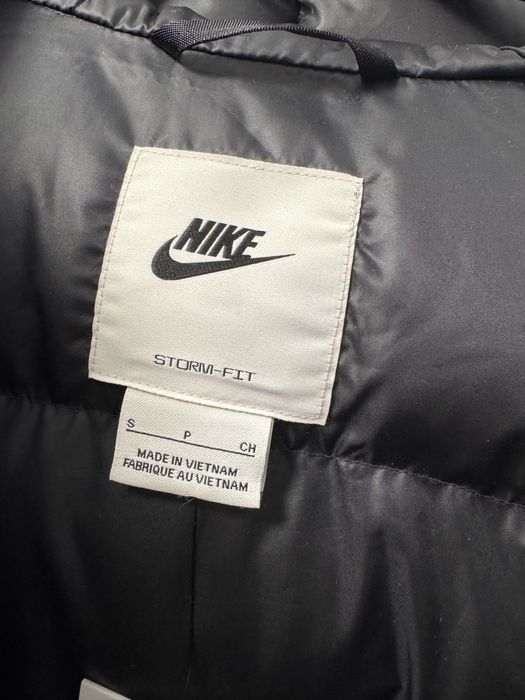 NIKE
STORM-FIT
S P CH
MADE IN VIETNAM
FABRIQUE AU VIETNAM